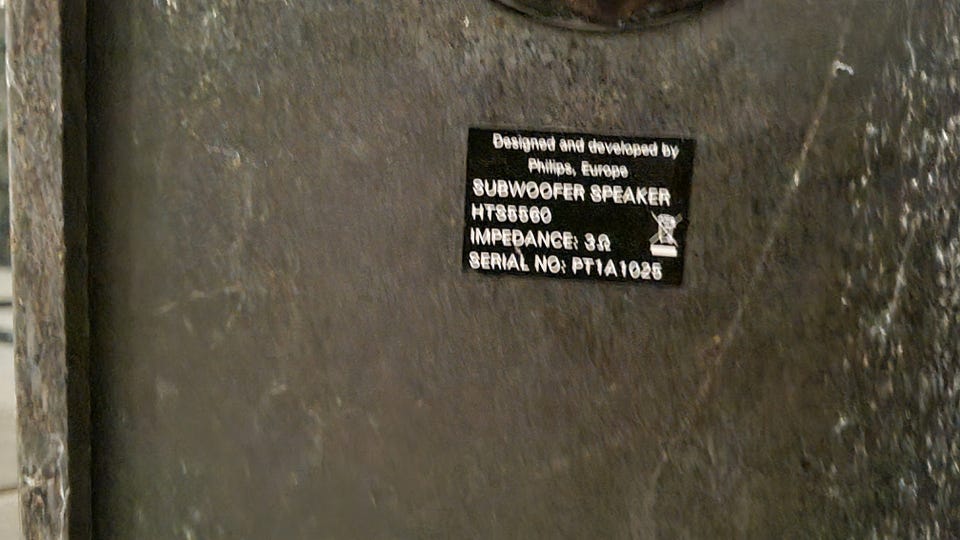 Designed and developed by
Philips, Europe
SUBWOOFER SPEAKER
HTS5560
IMPEDANCE: 3Ω
SERIAL NO: PT1A1025